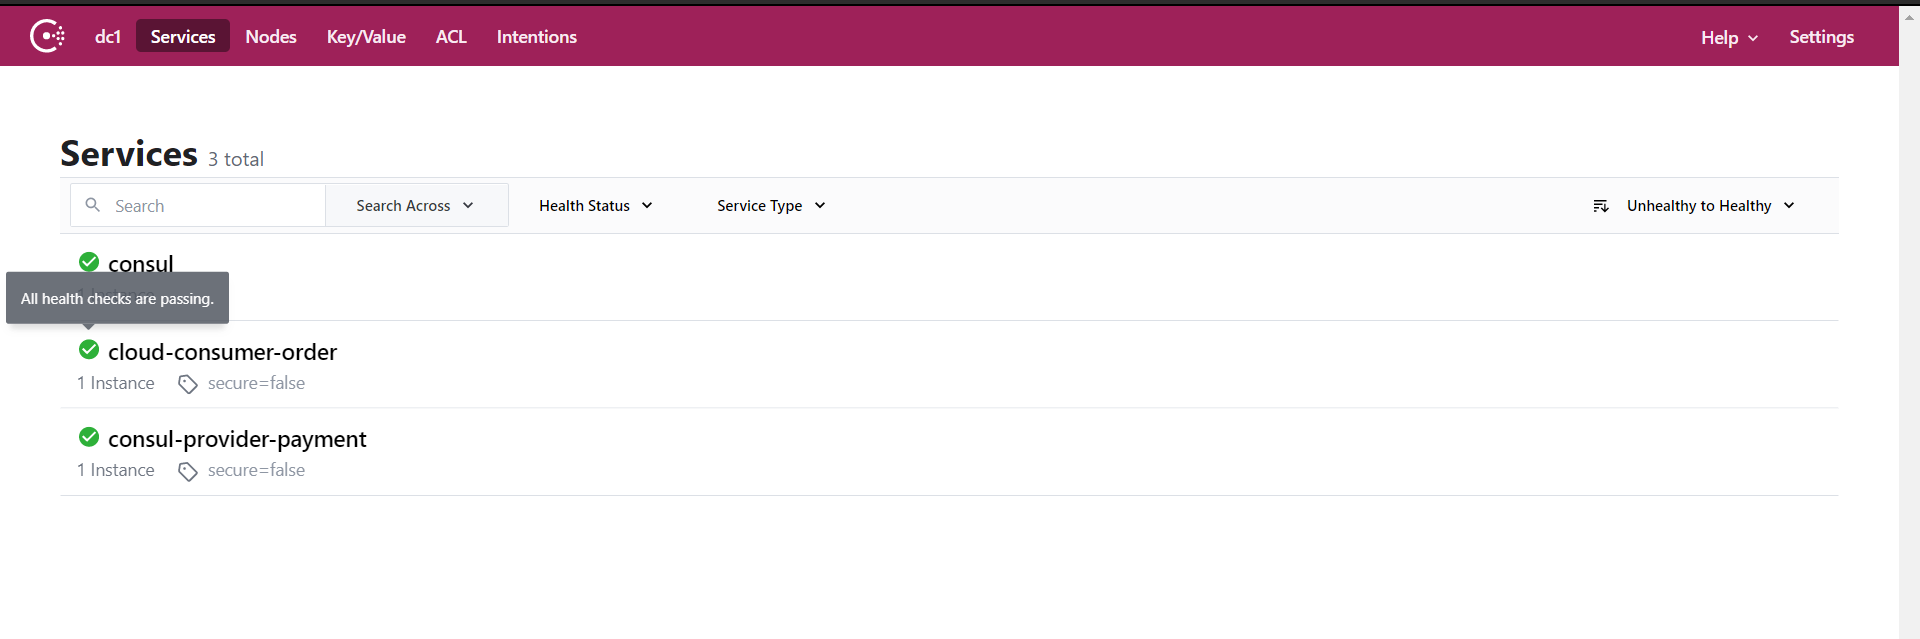 dc1 Services Nodes Key/Value ACL Intentions Help Settings
Services 3 total
Search Search Across Health Status Service Type Unhealthy to Healthy
consul
All health checks are passing.
cloud-consumer-order
1 Instance secure=false
consul-provider-payment
1 Instance secure=false